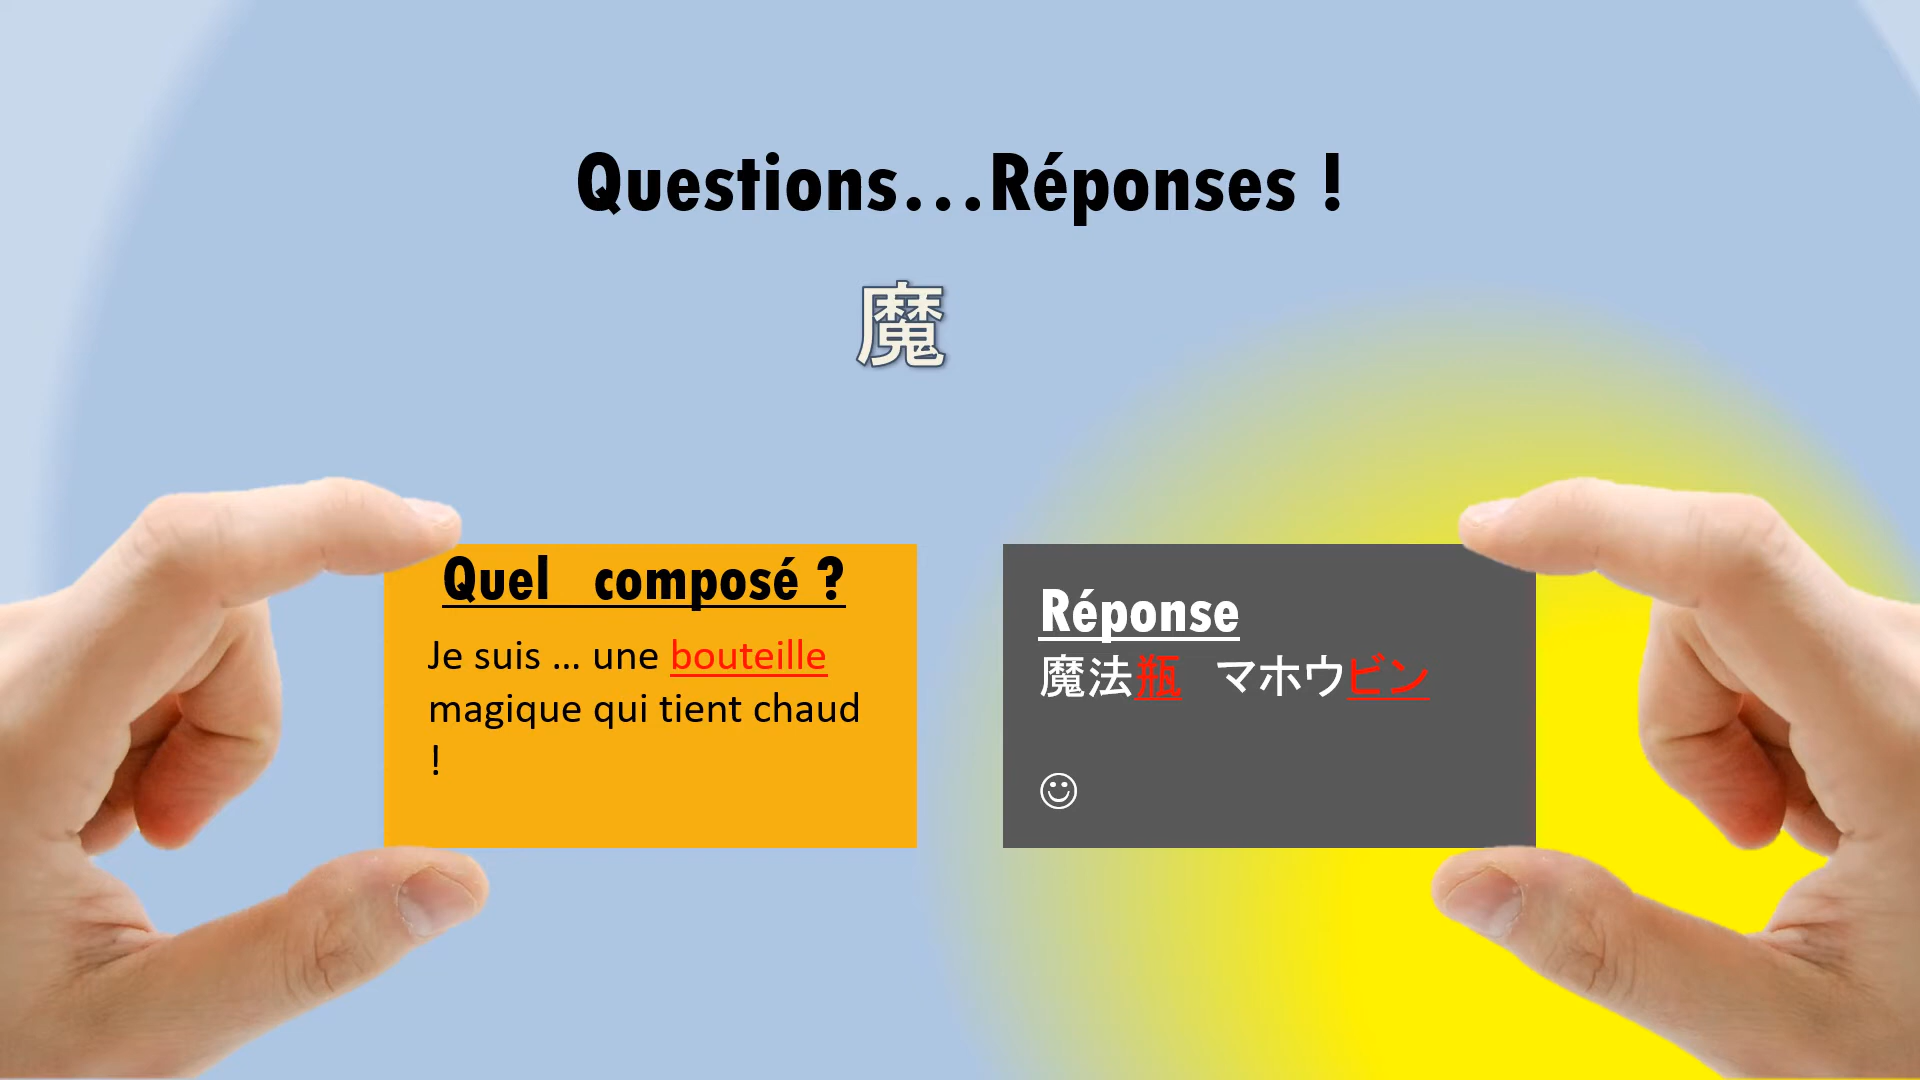 Questions...Réponses !
魔
Quel composé ?
Je suis ... une bouteille
magique qui tient chaud
!
Réponse
魔法瓶　マホウビン
☺